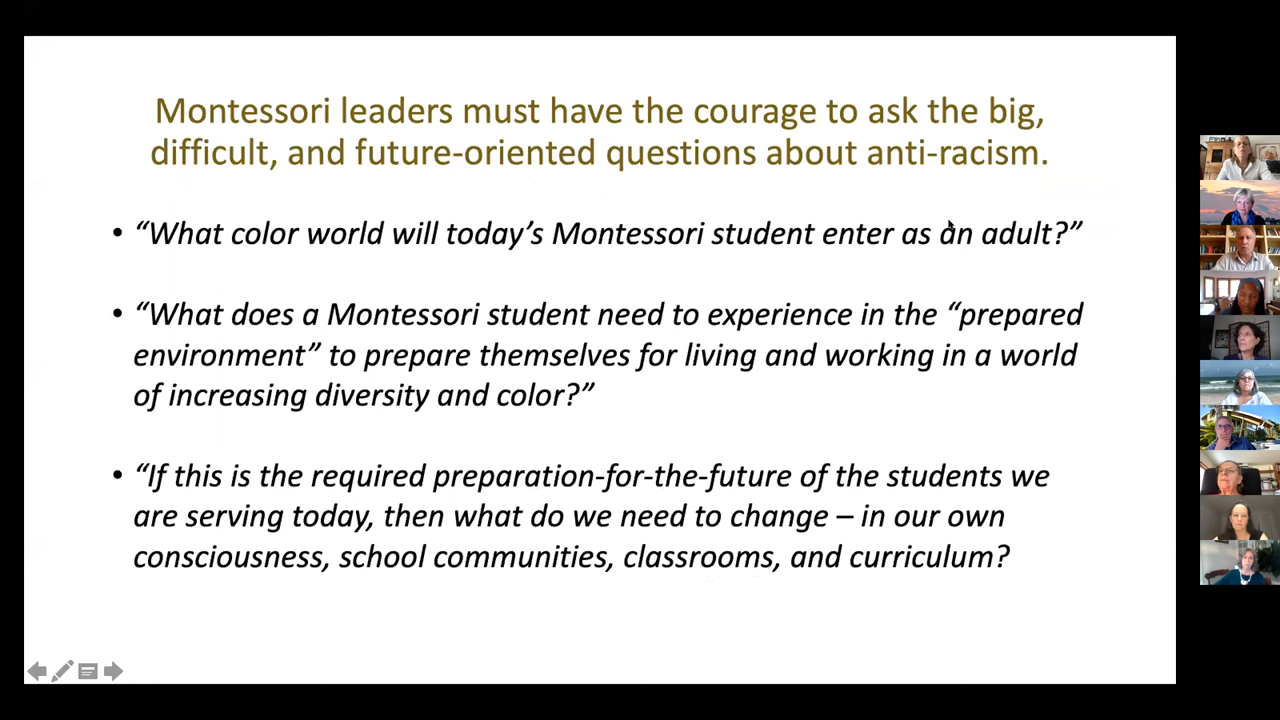 Montessori leaders must have the courage to ask the big,
difficult, and future-oriented questions about anti-racism.
• “What color world will today’s Montessori student enter as an adult?”
• “What does a Montessori student need to experience in the “prepared
environment” to prepare themselves for living and working in a world
of increasing diversity and color?”
• “If this is the required preparation-for-the-future of the students we
are serving today, then what do we need to change – in our own
consciousness, school communities, classrooms, and curriculum?